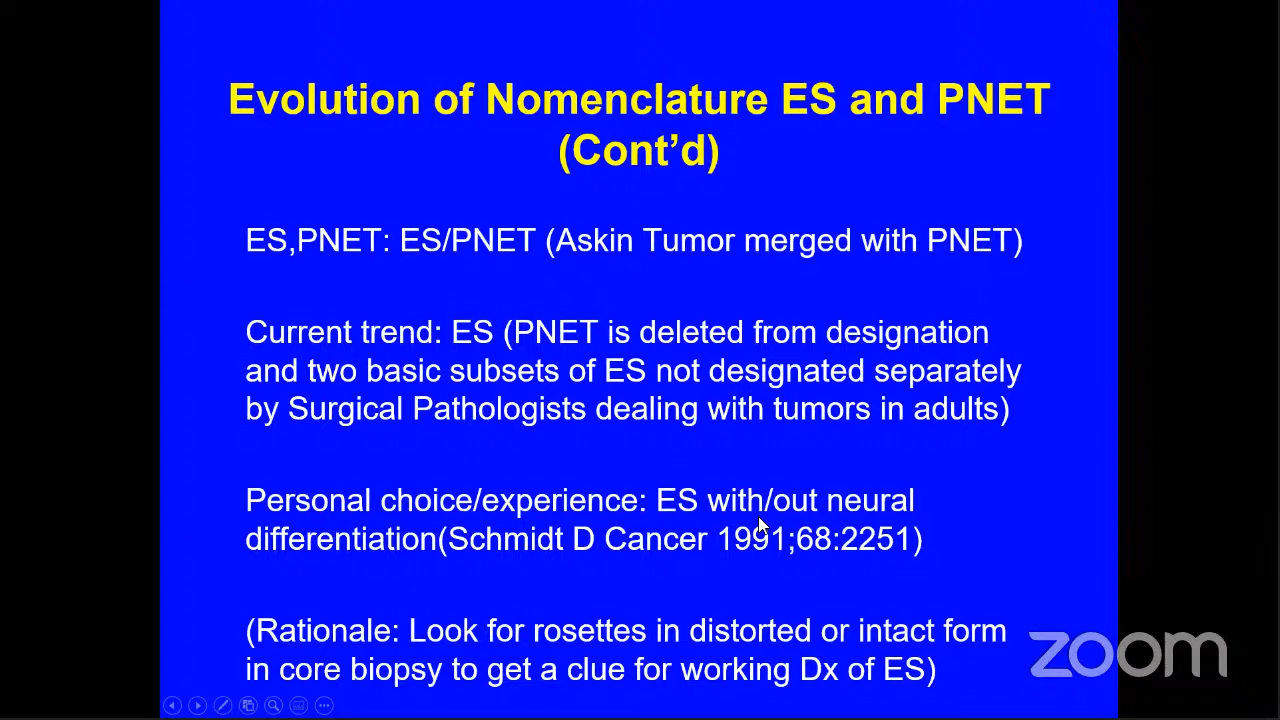 Evolution of Nomenclature ES and PNET
(Cont’d)
ES,PNET: ES/PNET (Askin Tumor merged with PNET)
Current trend: ES (PNET is deleted from designation
and two basic subsets of ES not designated separately
by Surgical Pathologists dealing with tumors in adults)
Personal choice/experience: ES with/out neural
differentiation(Schmidt D Cancer 1991;68:2251)
(Rationale: Look for rosettes in distorted or intact form
in core biopsy to get a clue for working Dx of ES)
zoom